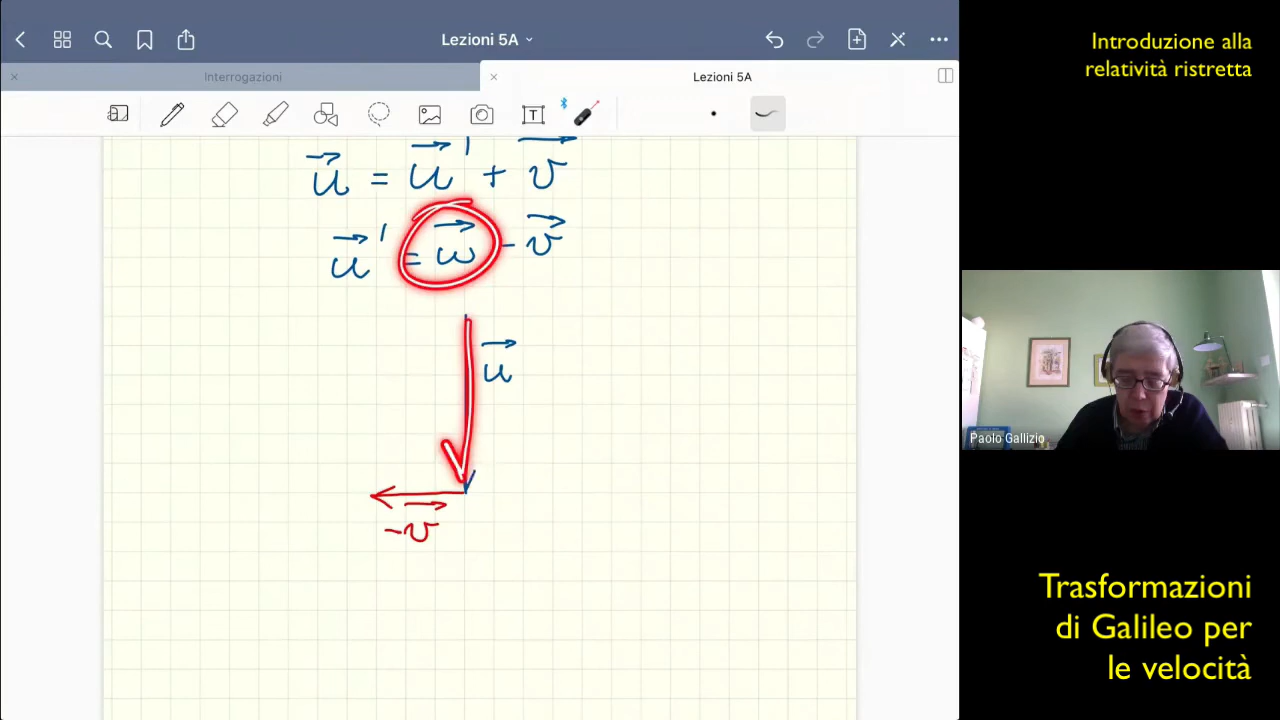 Lezioni 5A
Interrogazioni
Lezioni 5A
T
u⃗ = u⃗' + v⃗
u⃗' = u⃗ - v⃗
u⃗
-v⃗
Introduzione alla
relatività ristretta
Paolo Gallizio
Trasformazioni
di Galileo per
le velocità